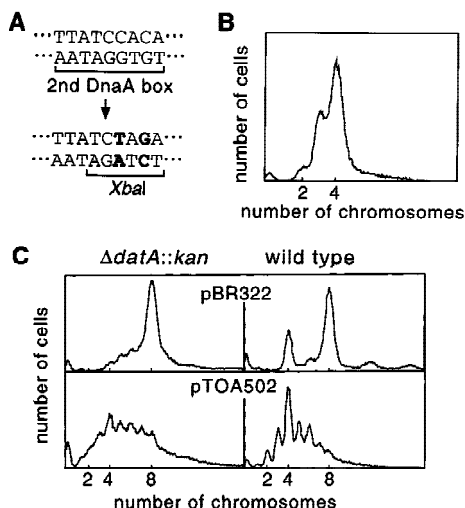 A
···TTATCCACA···
···AATAGGTGT···
2nd DnaA box
···TTATCTAGA···
···AATAGATCT···
XbaI
B
number of cells
2 4
number of chromosomes
C
ΔdatA::kan wild type
pBR322
number of cells
pTOA502
2 4 8 2 4 8
number of chromosomes